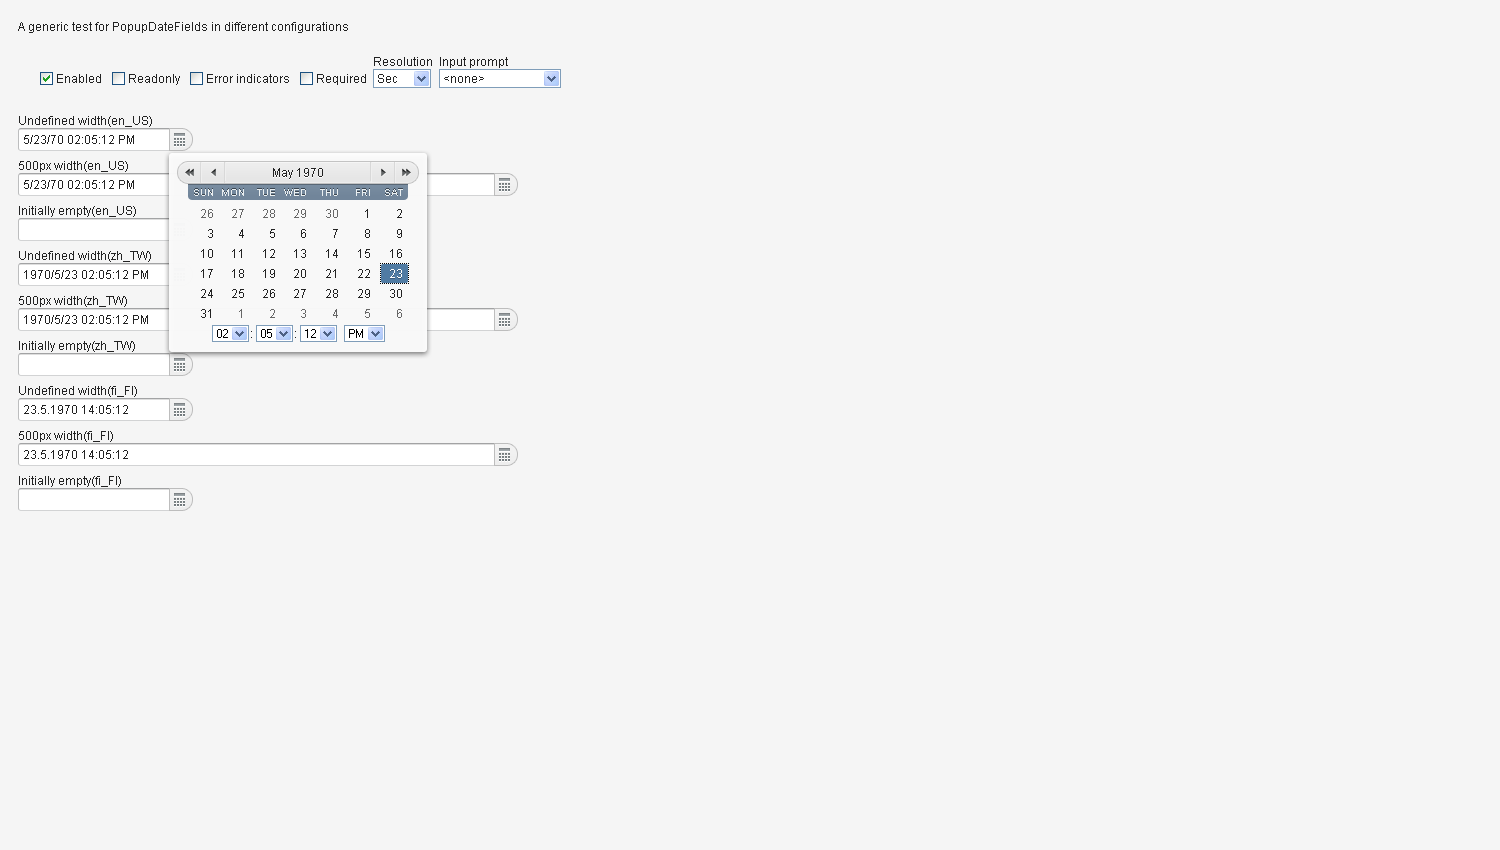 A generic test for PopupDateFields in different configurations
Resolution Input prompt
Enabled Readonly Error indicators Required Sec <none>
Undefined width(en_US)
5/23/70 02:05:12 PM
500px width(en_US)
5/23/70 02:05:12 PM
Initially empty(en_US)
Undefined width(zh_TW)
1970/5/23 02:05:12 PM
500px width(zh_TW)
1970/5/23 02:05:12 PM
Initially empty(zh_TW)
Undefined width(fi_FI)
23.5.1970 14:05:12
500px width(fi_FI)
23.5.1970 14:05:12
Initially empty(fi_FI)
May 1970
SUN MON TUE WED THU FRI SAT
26 27 28 29 30 1 2
3 4 5 6 7 8 9
10 11 12 13 14 15 16
17 18 19 20 21 22 23
24 25 26 27 28 29 30
31 1 2 3 4 5 6
02 : 05 : 12 PM